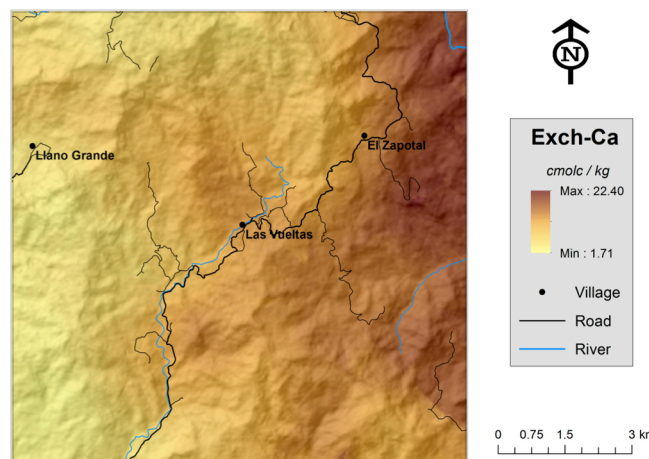 N
Exch-Ca
cmolc / kg
Max : 22.40
Min : 1.71
Village
Road
River
El Zapotal
Llano Grande
Las Vueltas
0 0.75 1.5 3 km